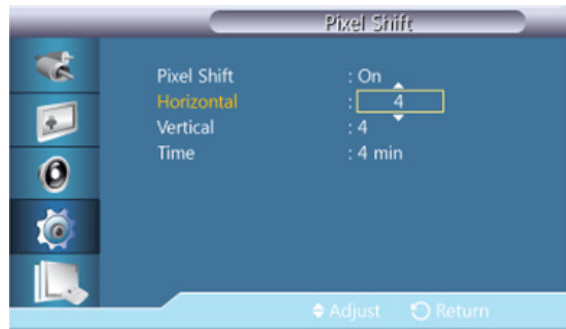 Pixel Shift
Pixel Shift : On
Horizontal : 4
Vertical : 4
Time : 4 min
Adjust Return